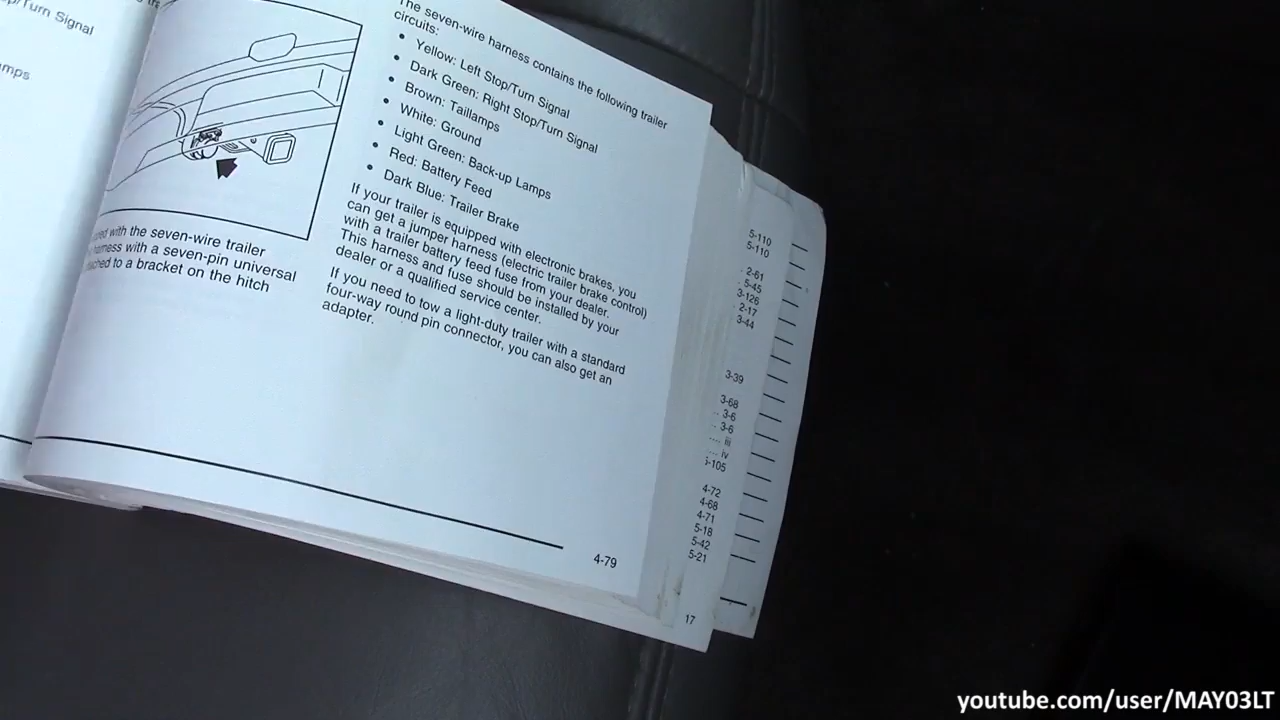 p/Turn Signal
amps
ed with the seven-wire trailer
harness with a seven-pin universal
ached to a bracket on the hitch
The seven-wire harness contains the following trailer
circuits:
• Yellow: Left Stop/Turn Signal
• Dark Green: Right Stop/Turn Signal
• Brown: Taillamps
• White: Ground
• Light Green: Back-up Lamps
• Red: Battery Feed
• Dark Blue: Trailer Brake
If your trailer is equipped with electronic brakes, you
can get a jumper harness (electric trailer brake control)
with a trailer battery feed fuse from your dealer.
This harness and fuse should be installed by your
dealer or a qualified service center.
If you need to tow a light-duty trailer with a standard
four-way round pin connector, you can also get an
adapter.
4-79
5-110
5-110
2-61
5-45
3-126
2-17
3-44
3-39
3-68
3-6
3-6
iii
iv
5-105
4-72
4-68
4-71
5-18
5-42
5-21
17
youtube.com/user/MAY03LT